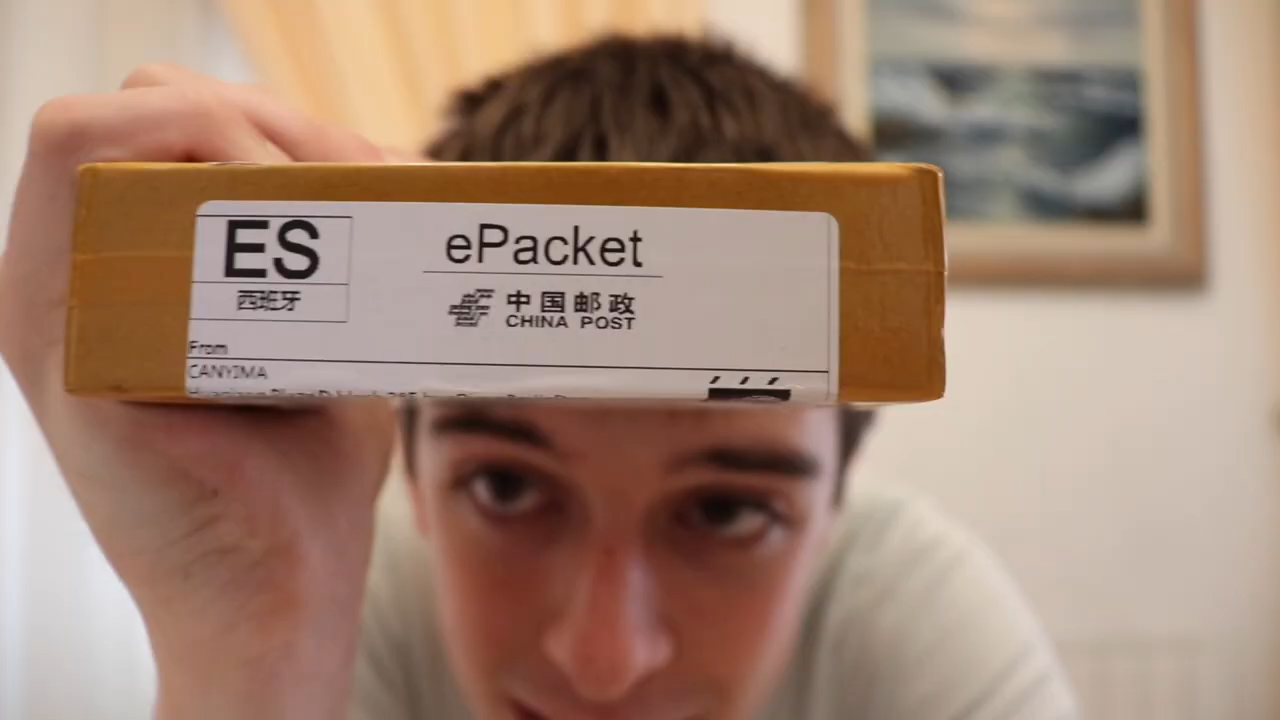 ES
西班牙
ePacket
中国邮政
CHINA POST
From
CANYIMA